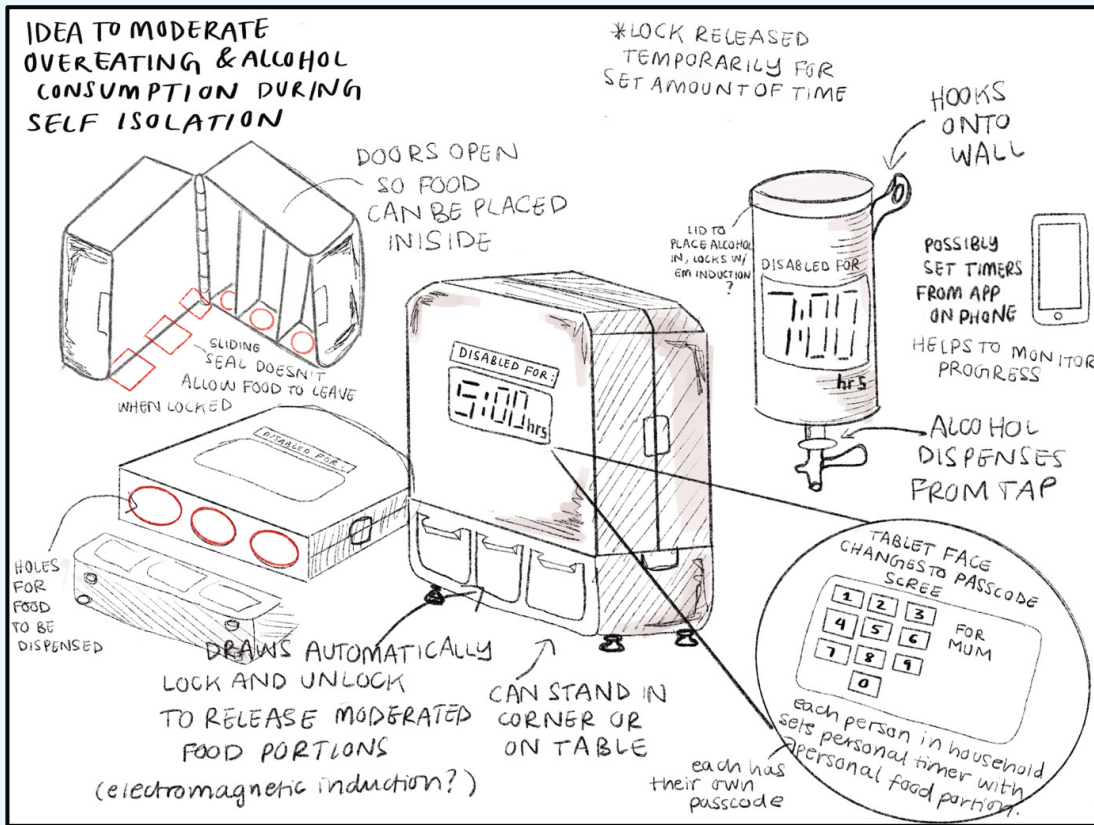 IDEA TO MODERATE
OVEREATING & ALCOHOL
CONSUMPTION DURING
SELF ISOLATION
*LOCK RELEASED
TEMPORARILY FOR
SET AMOUNT OF TIME
HOOKS
ONTO
WALL
DOORS OPEN
SO FOOD
CAN BE PLACED
INISIDE
LID TO
PLACE ALCOHOL
IN, LOCKS W/
EM INDUCTION
?
DISABLED FOR
7:00
hrs
POSSIBLY
SET TIMERS
FROM APP
ON PHONE
HELPS TO MONITOR
PROGRESS
SLIDING
SEAL DOESN'T
ALLOW FOOD TO LEAVE
WHEN LOCKED
DISABLED FOR:
5:00 hrs
ALCOHOL
DISPENSES
FROM TAP
DISABLED FOR:
HOLES
FOR
FOOD
TO BE
DISPENSED
DRAWS AUTOMATICALLY
LOCK AND UNLOCK
TO RELEASE MODERATED
FOOD PORTIONS
(electromagnetic induction?)
CAN STAND IN
CORNER OR
ON TABLE
TABLET FACE
CHANGES TO PASSCODE
SCREE
1 2 3
4 5 6
7 8 9
0
FOR
MUM
each person in household
sets personal timer with
a personal food portion.
each has
their own
passcode